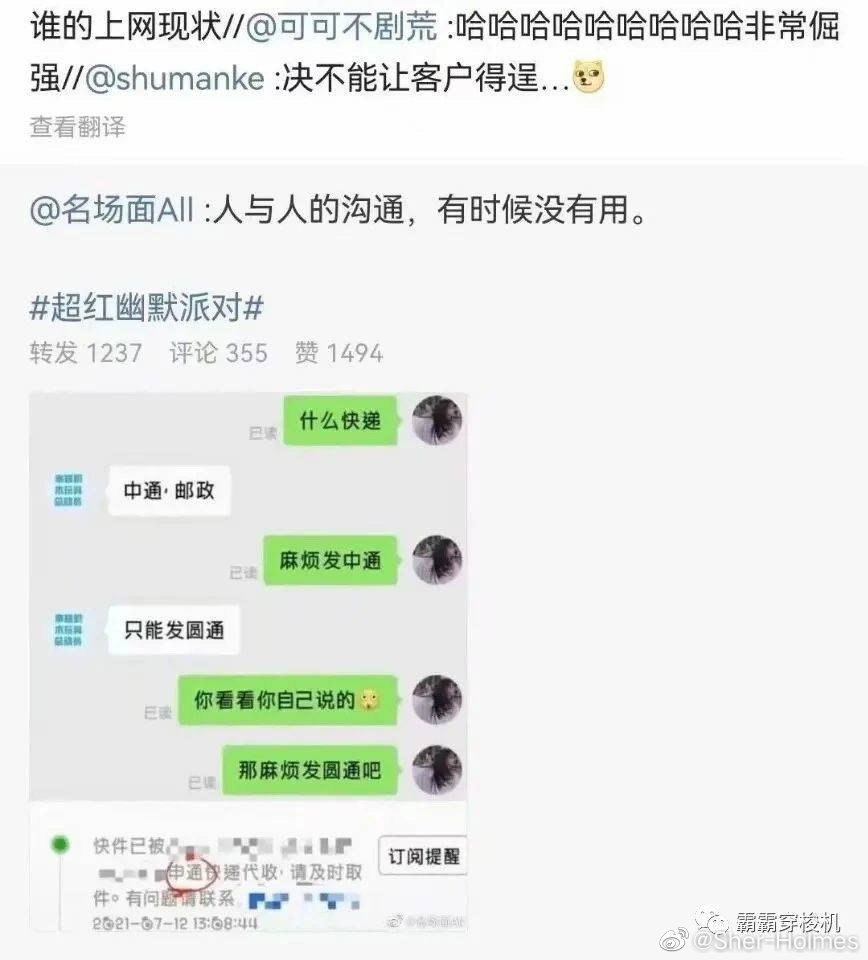 谁的上网现状//@可可不剧荒 :哈哈哈哈哈哈哈哈哈非常倔
强//@shumanke :决不能让客户得逞...
查看翻译
@名场面All :人与人的沟通，有时候没有用。
#超红幽默派对#
转发 1237 评论 355 赞 1494
什么快递
已读
中通，邮政
麻烦发中通
已读
只能发圆通
你看看你自己说的
已读
那麻烦发圆通吧
已读
快件已被
订阅提醒
申通快递代收，请及时取
件。有问题请联系
2021-07-12 13:08:44
霸霸穿梭机
@Sher-Holmes